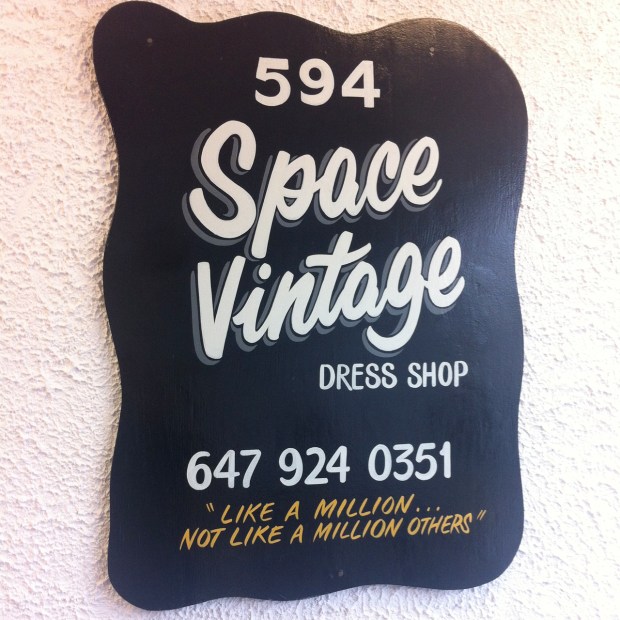 594
Space
Vintage
DRESS SHOP
647 924 0351
"LIKE A MILLION...
NOT LIKE A MILLION OTHERS"